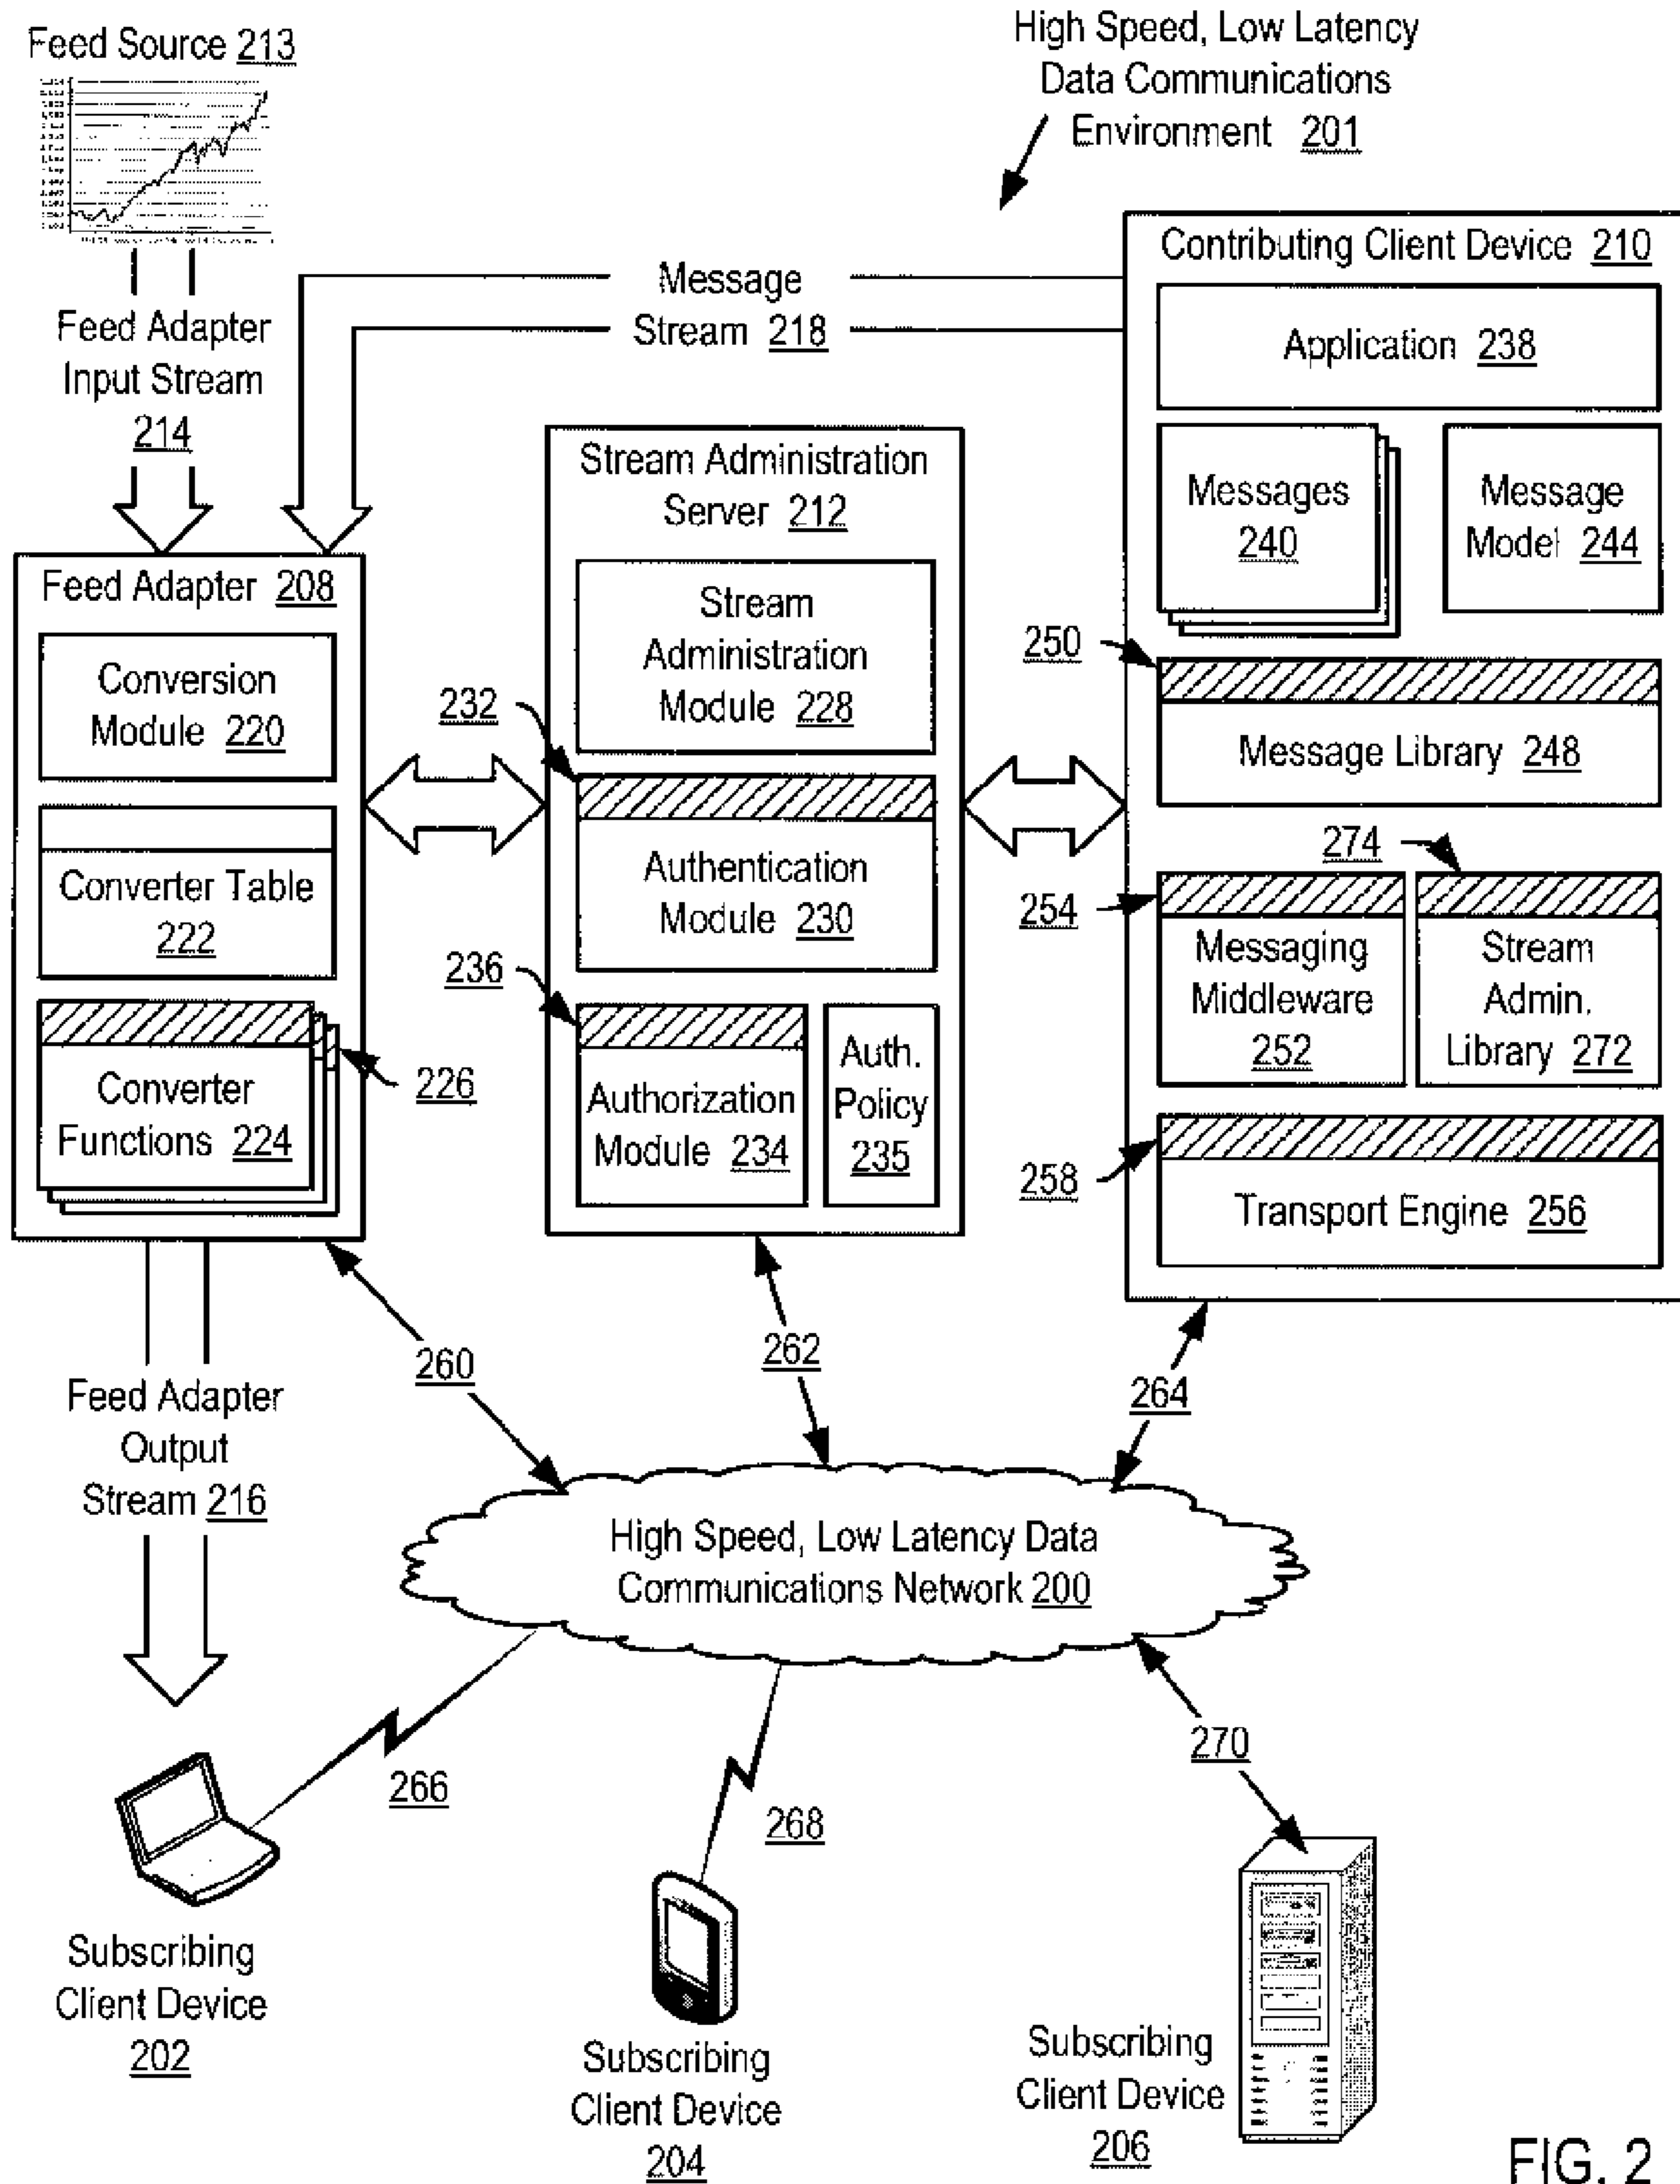 Feed Source 213
High Speed, Low Latency
Data Communications
Environment 201
Feed Adapter
Input Stream
214
Message
Stream 218
Contributing Client Device 210
Application 238
Messages
240
Message
Model 244
250
Message Library 248
274
254
Messaging
Middleware
252
Stream
Admin.
Library 272
258
Transport Engine 256
Stream Administration
Server 212
Stream
Administration
Module 228
232
Authentication
Module 230
236
Authorization
Module 234
Auth.
Policy
235
Feed Adapter 208
Conversion
Module 220
Converter Table
222
Converter
Functions 224
226
260
262
264
Feed Adapter
Output
Stream 216
High Speed, Low Latency Data
Communications Network 200
266
268
270
Subscribing
Client Device
202
Subscribing
Client Device
204
Subscribing
Client Device
206
FIG. 2